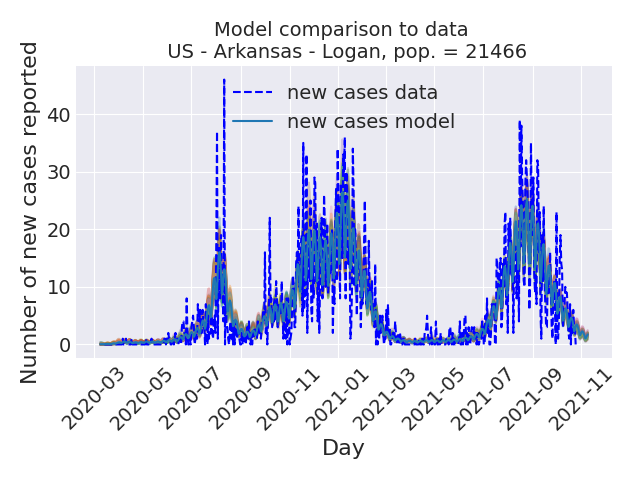 Model comparison to data
US - Arkansas - Logan, pop. = 21466
new cases data
new cases model
Number of new cases reported
40
30
20
10
0
2020-03
2020-05
2020-07
2020-09
2020-11
2021-01
2021-03
2021-05
2021-07
2021-09
2021-11
Day